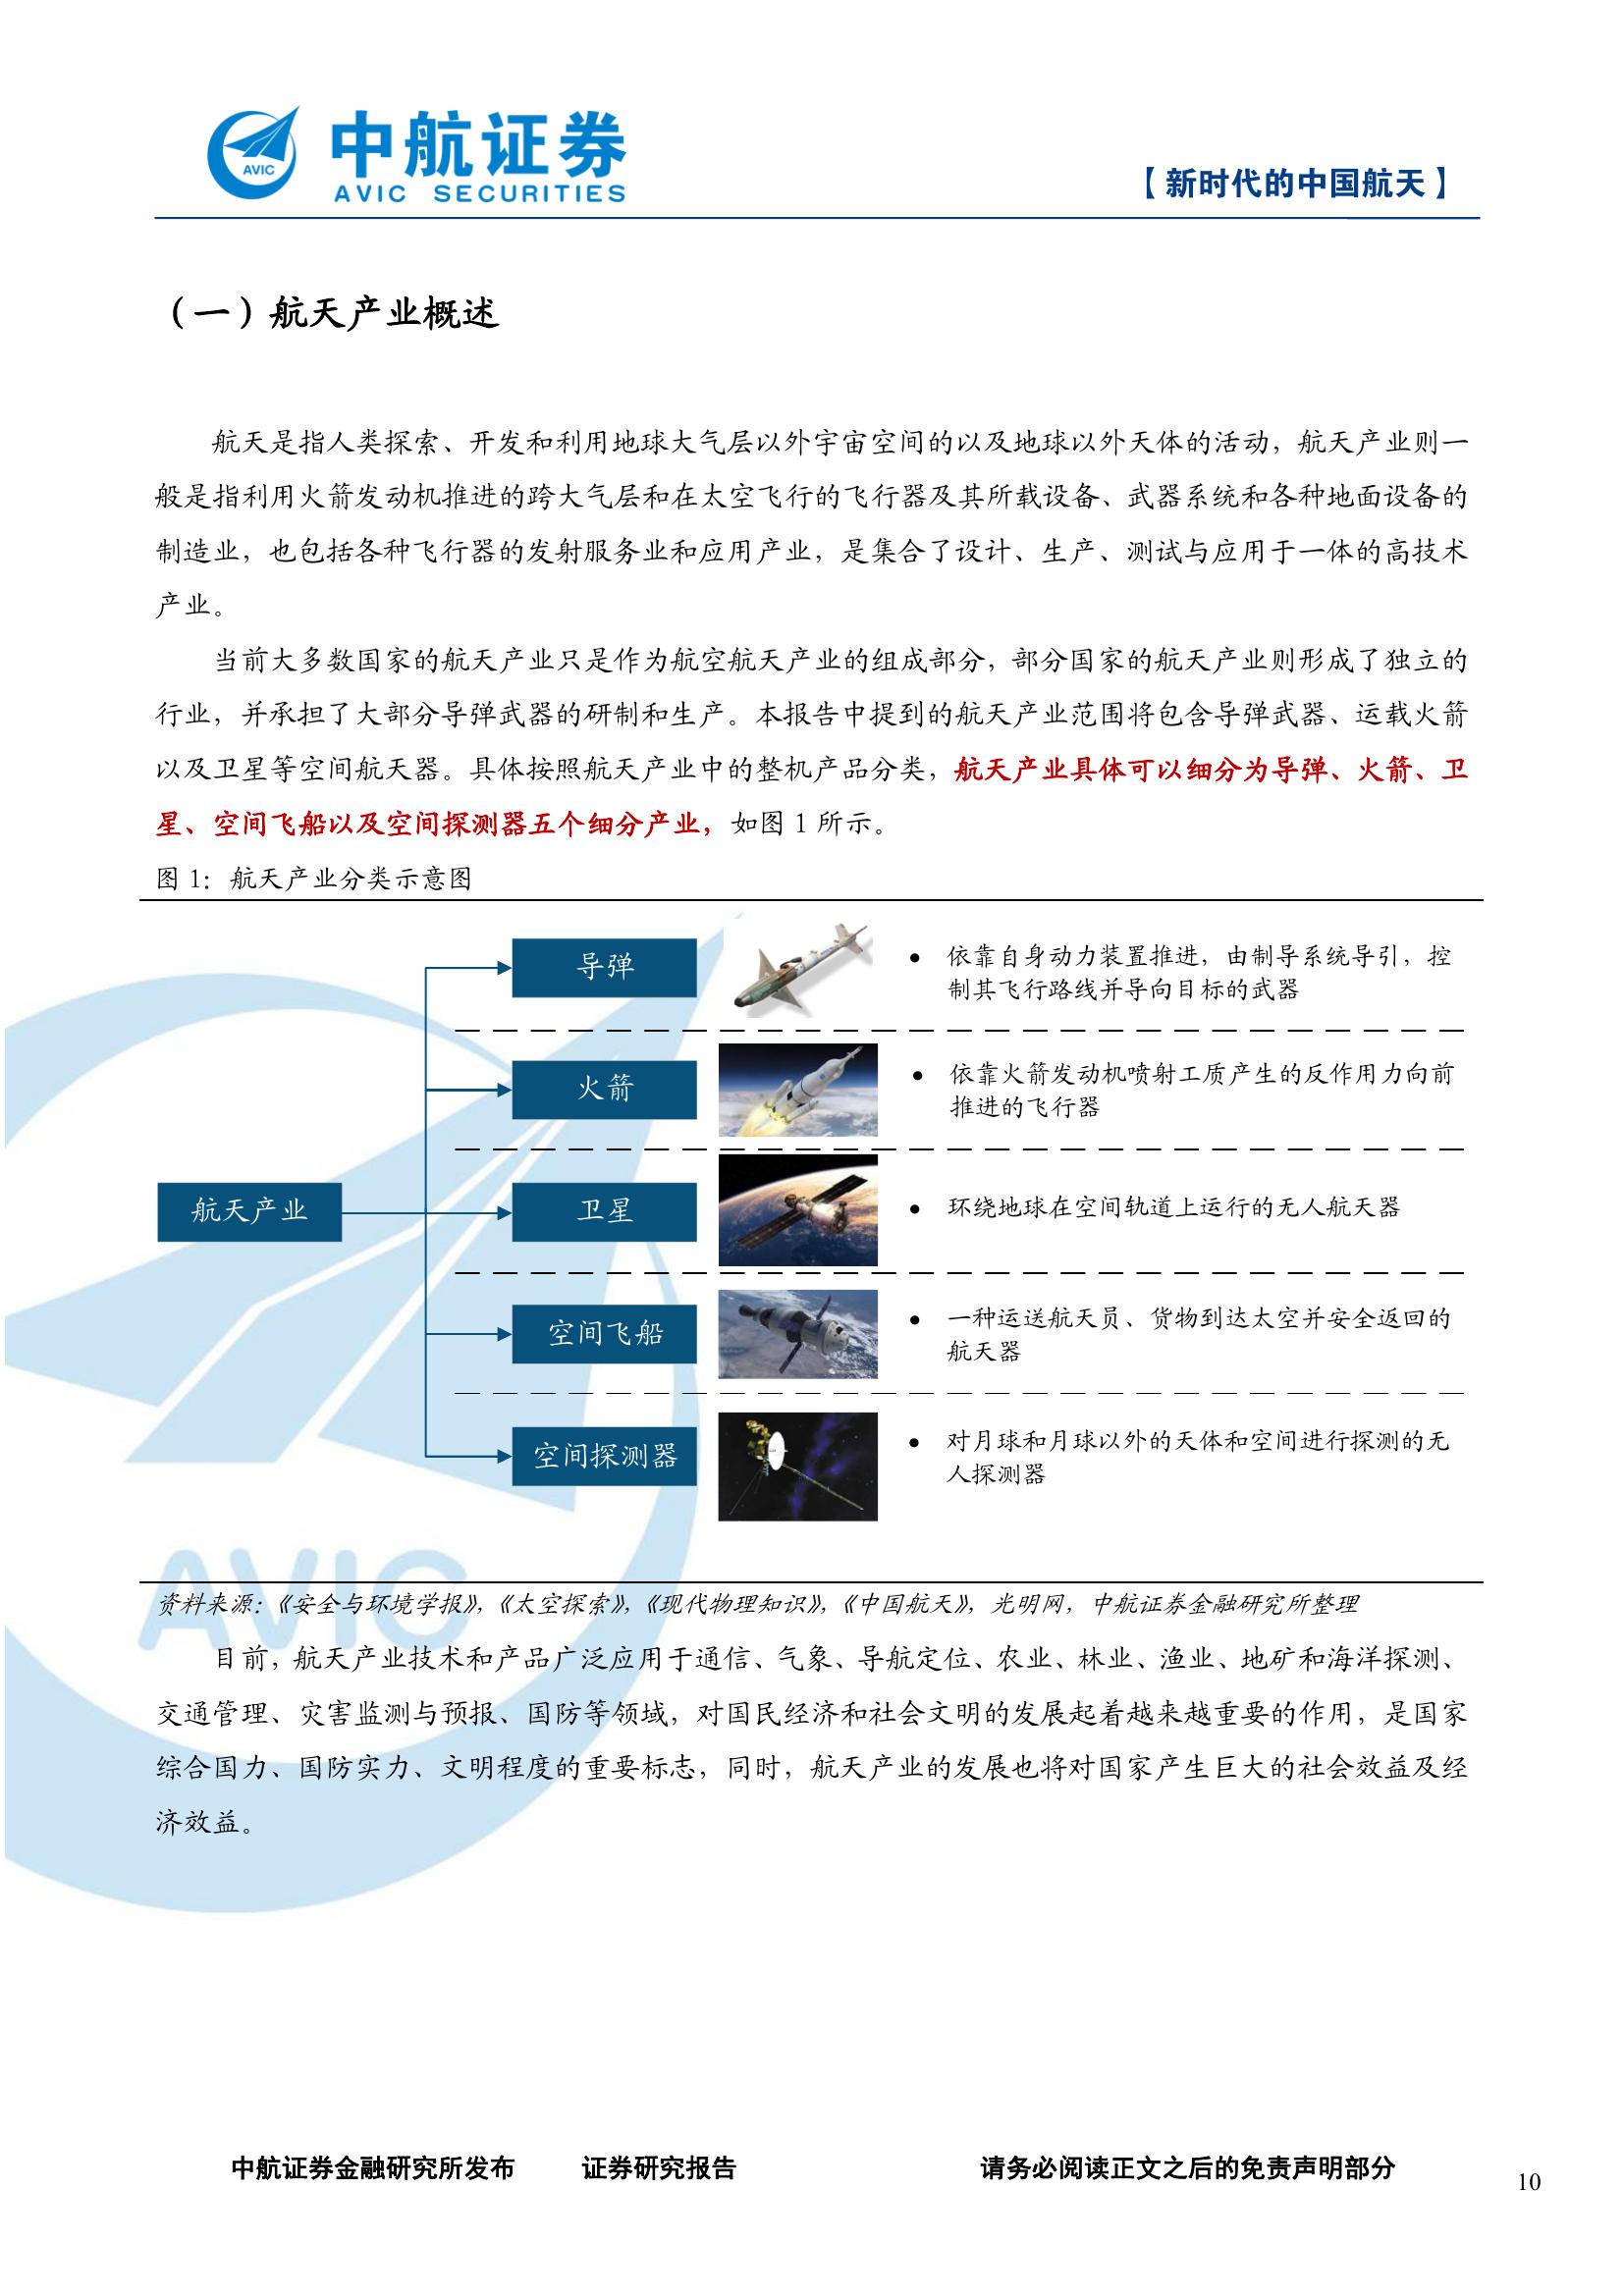 AVIC
中航证券
AVIC SECURITIES
【新时代的中国航天】
（一）航天产业概述
航天是指人类探索、开发和利用地球大气层以外宇宙空间的以及地球以外天体的活动，航天产业则一
般是指利用火箭发动机推进的跨大气层和在太空飞行的飞行器及其所载设备、武器系统和各种地面设备的
制造业，也包括各种飞行器的发射服务业和应用产业，是集合了设计、生产、测试与应用于一体的高技术
产业。
当前大多数国家的航天产业只是作为航空航天产业的组成部分，部分国家的航天产业则形成了独立的
行业，并承担了大部分导弹武器的研制和生产。本报告中提到的航天产业范围将包含导弹武器、运载火箭
以及卫星等空间航天器。具体按照航天产业中的整机产品分类，航天产业具体可以细分为导弹、火箭、卫
星、空间飞船以及空间探测器五个细分产业，如图 1 所示。
图 1：航天产业分类示意图
航天产业
导弹
依靠自身动力装置推进，由制导系统导引，控
制其飞行路线并导向目标的武器
火箭
依靠火箭发动机喷射工质产生的反作用力向前
推进的飞行器
卫星
环绕地球在空间轨道上运行的无人航天器
空间飞船
一种运送航天员、货物到达太空并安全返回的
航天器
空间探测器
对月球和月球以外的天体和空间进行探测的无
人探测器
AVIC
资料来源：《安全与环境学报》，《太空探索》，《现代物理知识》，《中国航天》，光明网，中航证券金融研究所整理
目前，航天产业技术和产品广泛应用于通信、气象、导航定位、农业、林业、渔业、地矿和海洋探测、
交通管理、灾害监测与预报、国防等领域，对国民经济和社会文明的发展起着越来越重要的作用，是国家
综合国力、国防实力、文明程度的重要标志，同时，航天产业的发展也将对国家产生巨大的社会效益及经
济效益。
中航证券金融研究所发布 证券研究报告 请务必阅读正文之后的免责声明部分
10